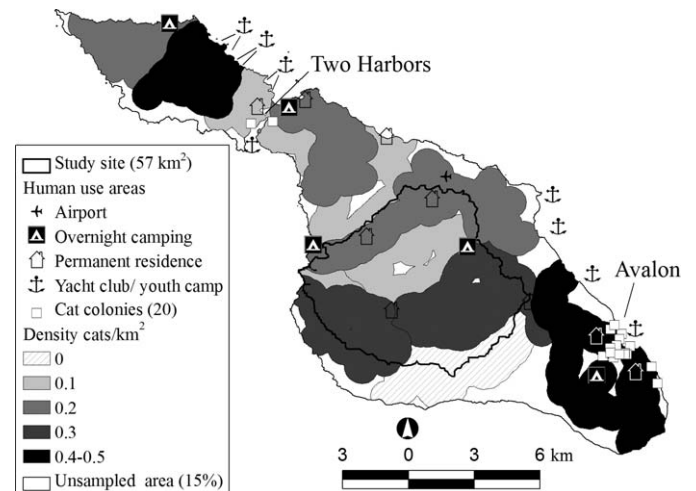 Two Harbors
Avalon
Study site (57 km²)
Human use areas
Airport
Overnight camping
Permanent residence
Yacht club/ youth camp
Cat colonies (20)
Density cats/km²
0
0.1
0.2
0.3
0.4-0.5
Unsampled area (15%)
3 0 3 6 km